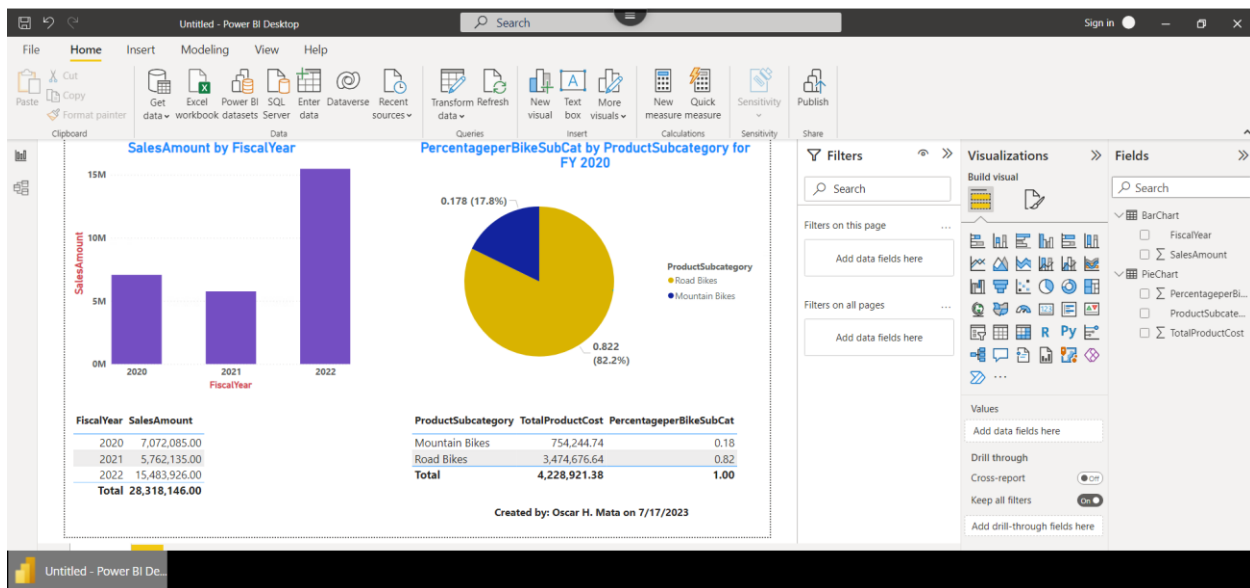 Untitled - Power BI Desktop
Search
Sign in
File Home Insert Modeling View Help
Paste
Cut
Copy
Format painter
Get data
Excel workbook
Power BI datasets
SQL Server
Enter data
Dataverse
Recent sources
Transform data
Refresh
New visual
Text box
More visuals
New measure
Quick measure
Sensitivity
Publish
Clipboard
Data
Queries
Insert
Calculations
Sensitivity
Share
SalesAmount by FiscalYear
15M
10M
5M
0M
SalesAmount
2020 2021 2022
FiscalYear
PercentageperBikeSubCat by ProductSubcategory for
FY 2020
0.178 (17.8%)
0.822
(82.2%)
ProductSubcategory
Road Bikes
Mountain Bikes
FiscalYear SalesAmount
2020 7,072,085.00
2021 5,762,135.00
2022 15,483,926.00
Total 28,318,146.00
ProductSubcategory TotalProductCost PercentageperBikeSubCat
Mountain Bikes 754,244.74 0.18
Road Bikes 3,474,676.64 0.82
Total 4,228,921.38 1.00
Created by: Oscar H. Mata on 7/17/2023
Filters
Search
Filters on this page
...
Add data fields here
Filters on all pages
...
Add data fields here
Visualizations
Build visual
R Py
...
Values
Add data fields here
Drill through
Cross-report Off
Keep all filters On
Add drill-through fields here
Fields
Search
BarChart
FiscalYear
∑ SalesAmount
PieChart
∑ PercentageperBi...
ProductSubcate...
∑ TotalProductCost
Untitled - Power BI De...